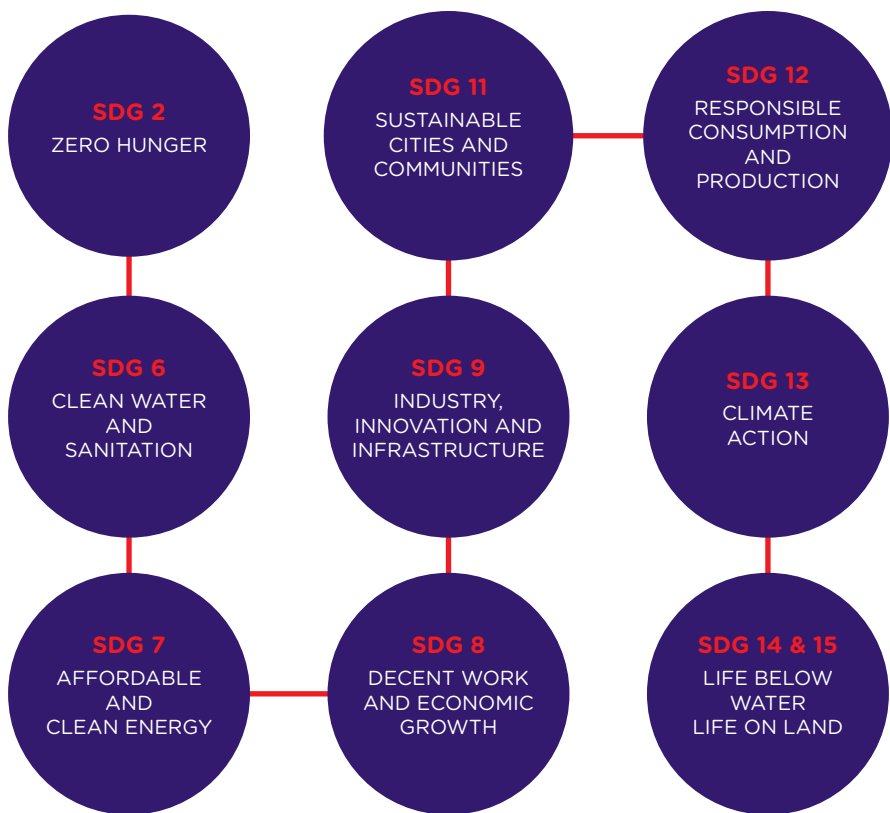 SDG 2
ZERO HUNGER
SDG 6
CLEAN WATER
AND
SANITATION
SDG 7
AFFORDABLE
AND
CLEAN ENERGY
SDG 8
DECENT WORK
AND ECONOMIC
GROWTH
SDG 9
INDUSTRY,
INNOVATION AND
INFRASTRUCTURE
SDG 11
SUSTAINABLE
CITIES AND
COMMUNITIES
SDG 12
RESPONSIBLE
CONSUMPTION
AND
PRODUCTION
SDG 13
CLIMATE
ACTION
SDG 14 & 15
LIFE BELOW
WATER
LIFE ON LAND